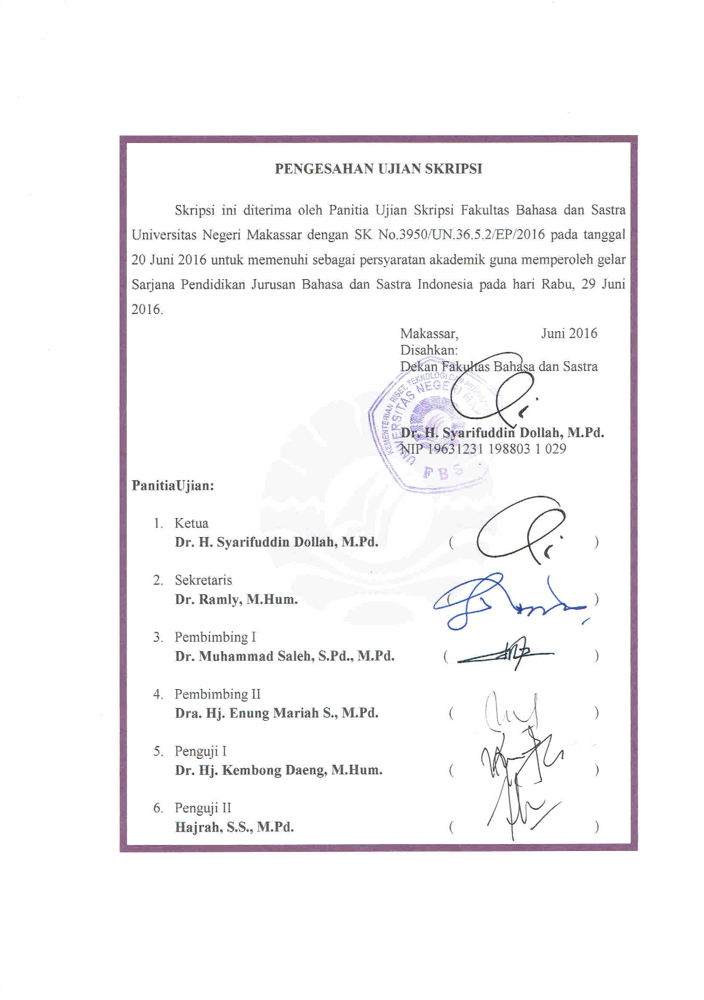 PENGESAHAN UJIAN SKRIPSI
Skripsi ini diterima oleh Panitia Ujian Skripsi Fakultas Bahasa dan Sastra
Universitas Negeri Makassar dengan SK No.3950/UN.36.5.2/EP/2016 pada tanggal
20 Juni 2016 untuk memenuhi sebagai persyaratan akademik guna memperoleh gelar
Sarjana Pendidikan Jurusan Bahasa dan Sastra Indonesia pada hari Rabu, 29 Juni
2016.
Makassar, Juni 2016
Disahkan:
Dekan Fakultas Bahasa dan Sastra
KEMENTERIAN RISET, TEKNOLOGI DAN
UNIVERSITAS NEGERI
Dr. H. Syarifuddin Dollah, M.Pd.
NIP 19631231 198803 1 029
FBS
PanitiaUjian:
1. Ketua
Dr. H. Syarifuddin Dollah, M.Pd. ( )
2. Sekretaris
Dr. Ramly, M.Hum. ( )
3. Pembimbing I
Dr. Muhammad Saleh, S.Pd., M.Pd. ( )
4. Pembimbing II
Dra. Hj. Enung Mariah S., M.Pd. ( )
5. Penguji I
Dr. Hj. Kembong Daeng, M.Hum. ( )
6. Penguji II
Hajrah, S.S., M.Pd. ( )